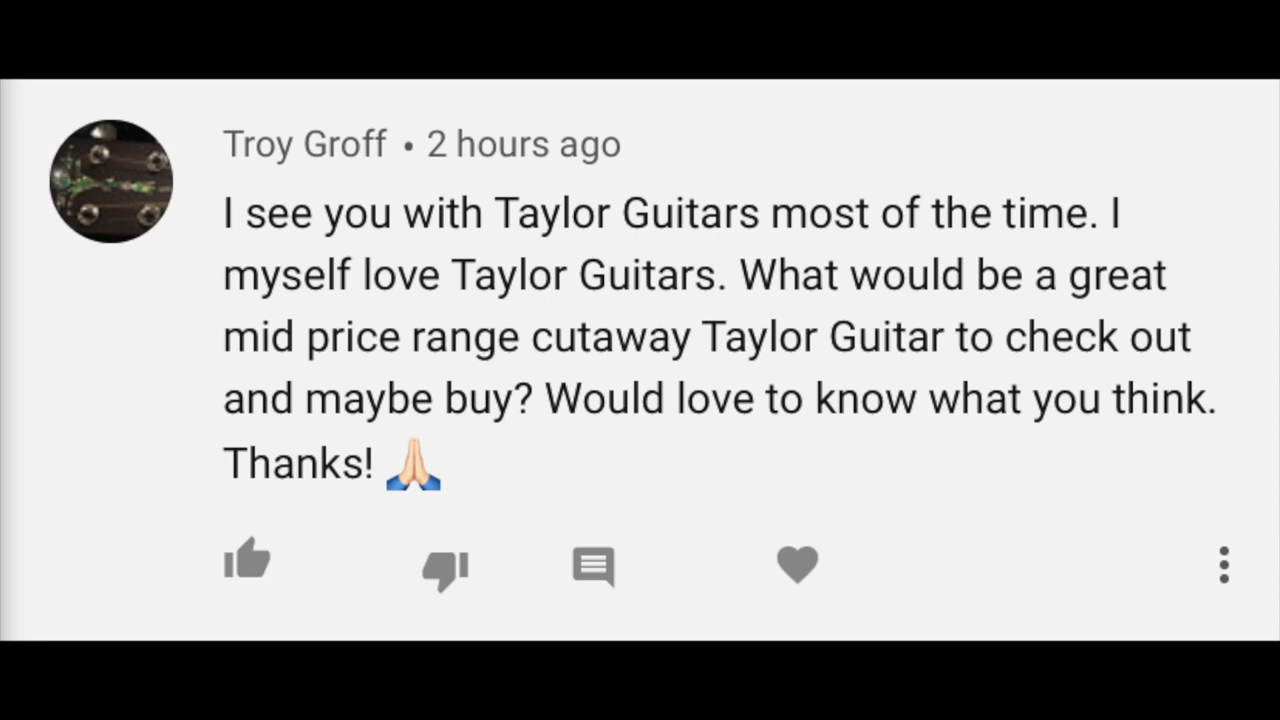 Troy Groff • 2 hours ago
I see you with Taylor Guitars most of the time. I
myself love Taylor Guitars. What would be a great
mid price range cutaway Taylor Guitar to check out
and maybe buy? Would love to know what you think.
Thanks! 🙏🏻